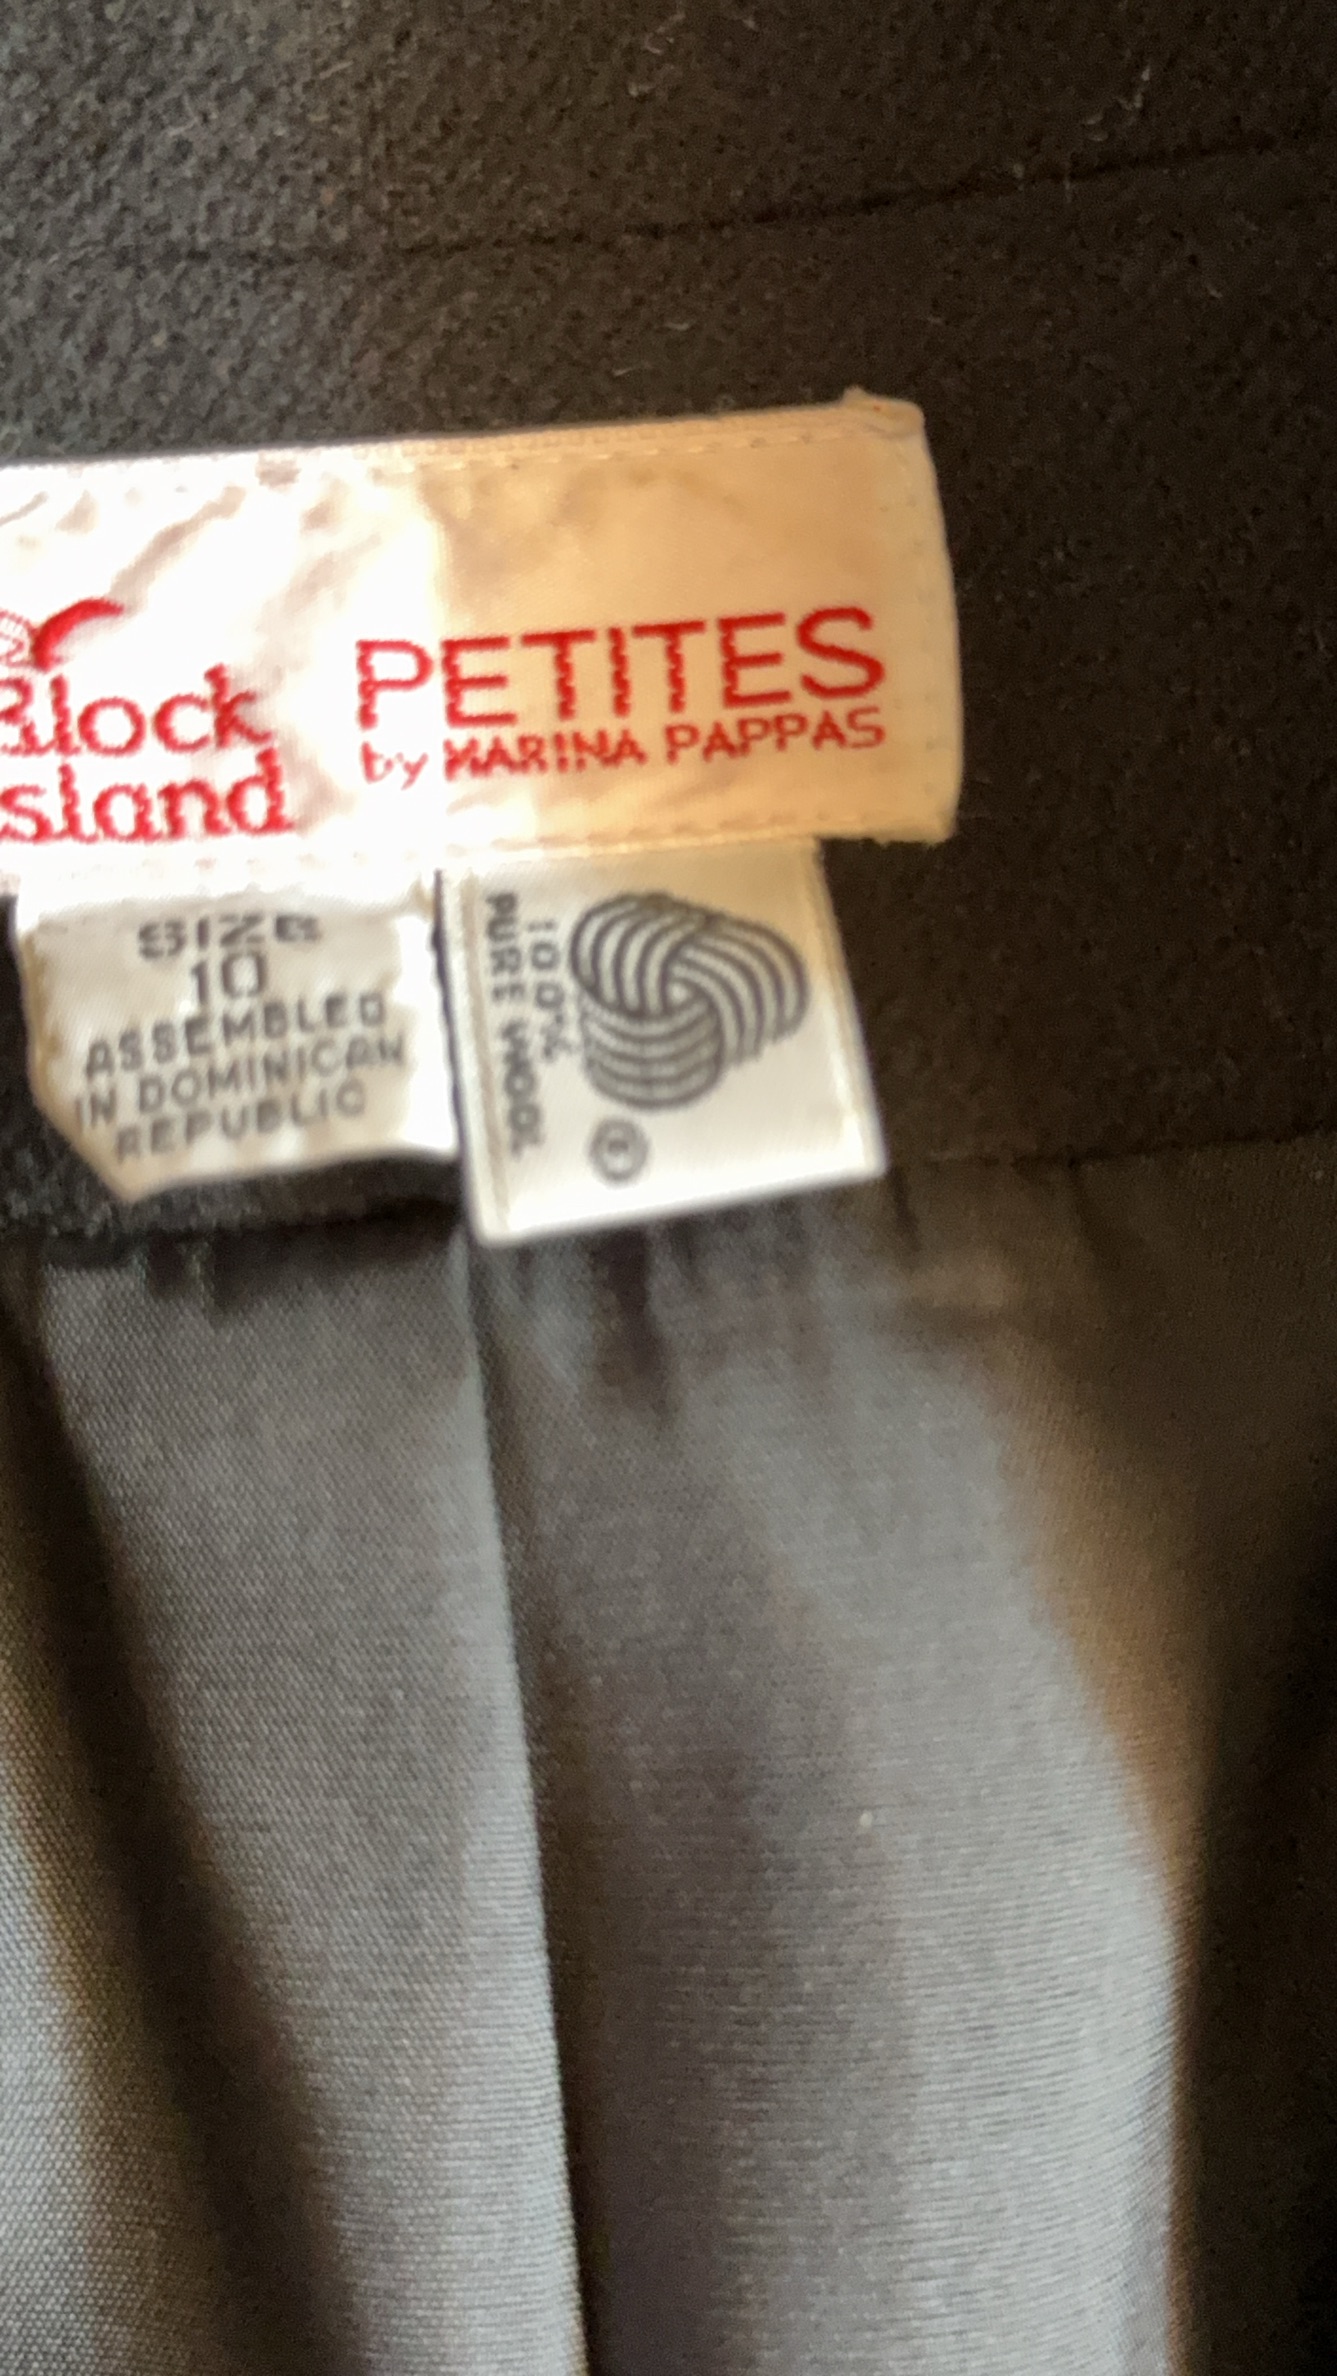 Block
Island
PETITES
by MARINA PAPPAS
SIZE
10
ASSEMBLED
IN DOMINICAN
REPUBLIC
100%
PURE WOOL
®